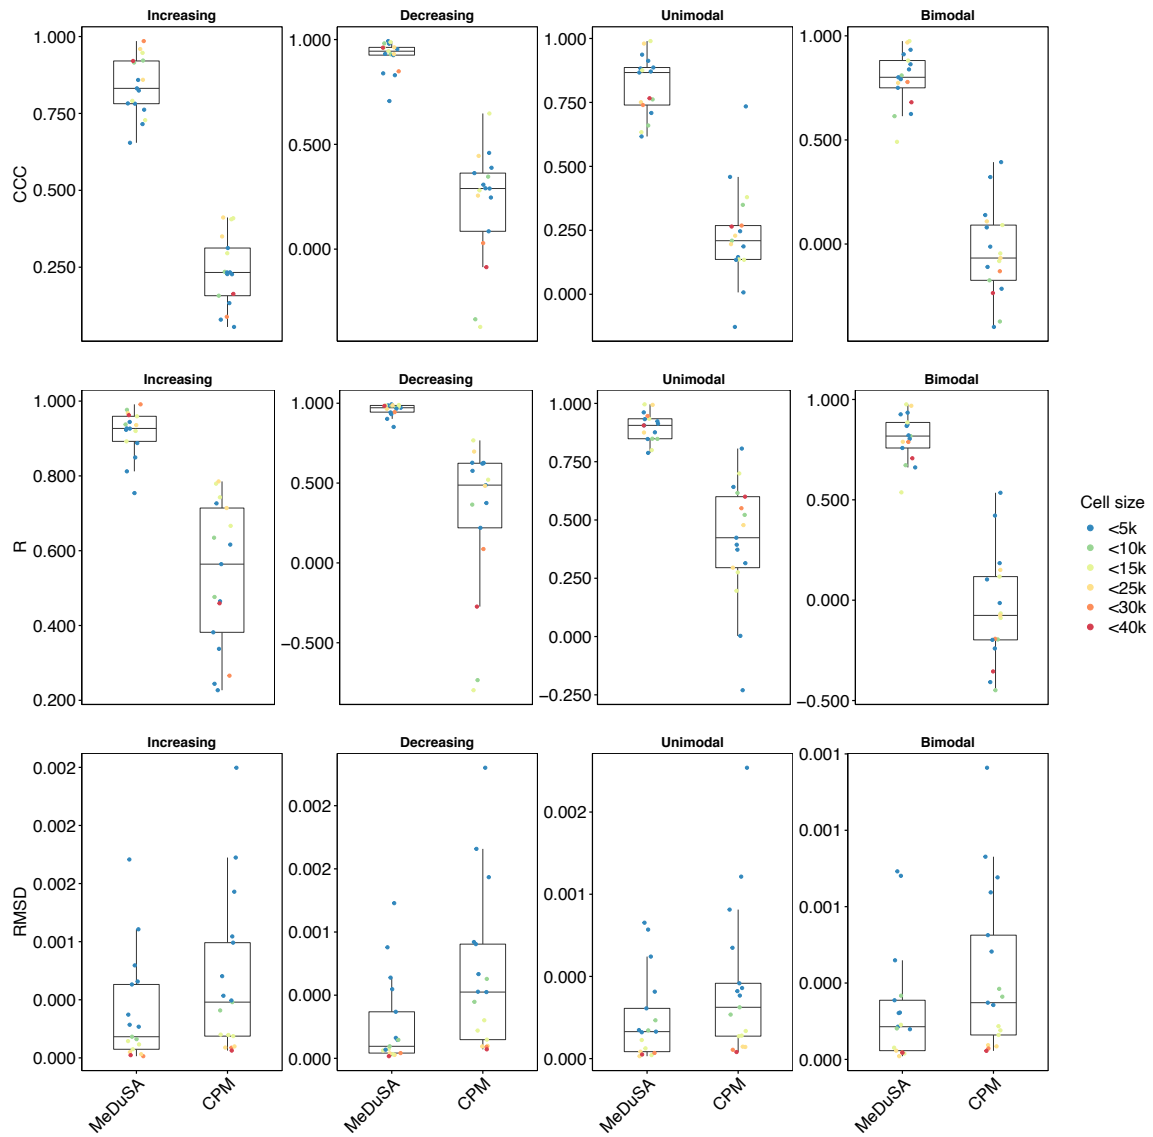 Increasing
Decreasing
Unimodal
Bimodal
CCC
1.000
0.750
0.500
0.250
1.000
0.500
0.000
1.000
0.750
0.500
0.250
0.000
1.000
0.500
0.000
Increasing
Decreasing
Unimodal
Bimodal
R
1.000
0.800
0.600
0.400
0.200
1.000
0.500
0.000
−0.500
1.000
0.750
0.500
0.250
0.000
−0.250
1.000
0.500
0.000
−0.500
Cell size
<5k
<10k
<15k
<25k
<30k
<40k
Increasing
Decreasing
Unimodal
Bimodal
RMSD
0.002
0.002
0.002
0.001
0.000
0.000
0.002
0.002
0.001
0.000
0.000
0.002
0.001
0.000
0.000
0.001
0.001
0.001
0.000
0.000
MeDuSA
CPM
MeDuSA
CPM
MeDuSA
CPM
MeDuSA
CPM